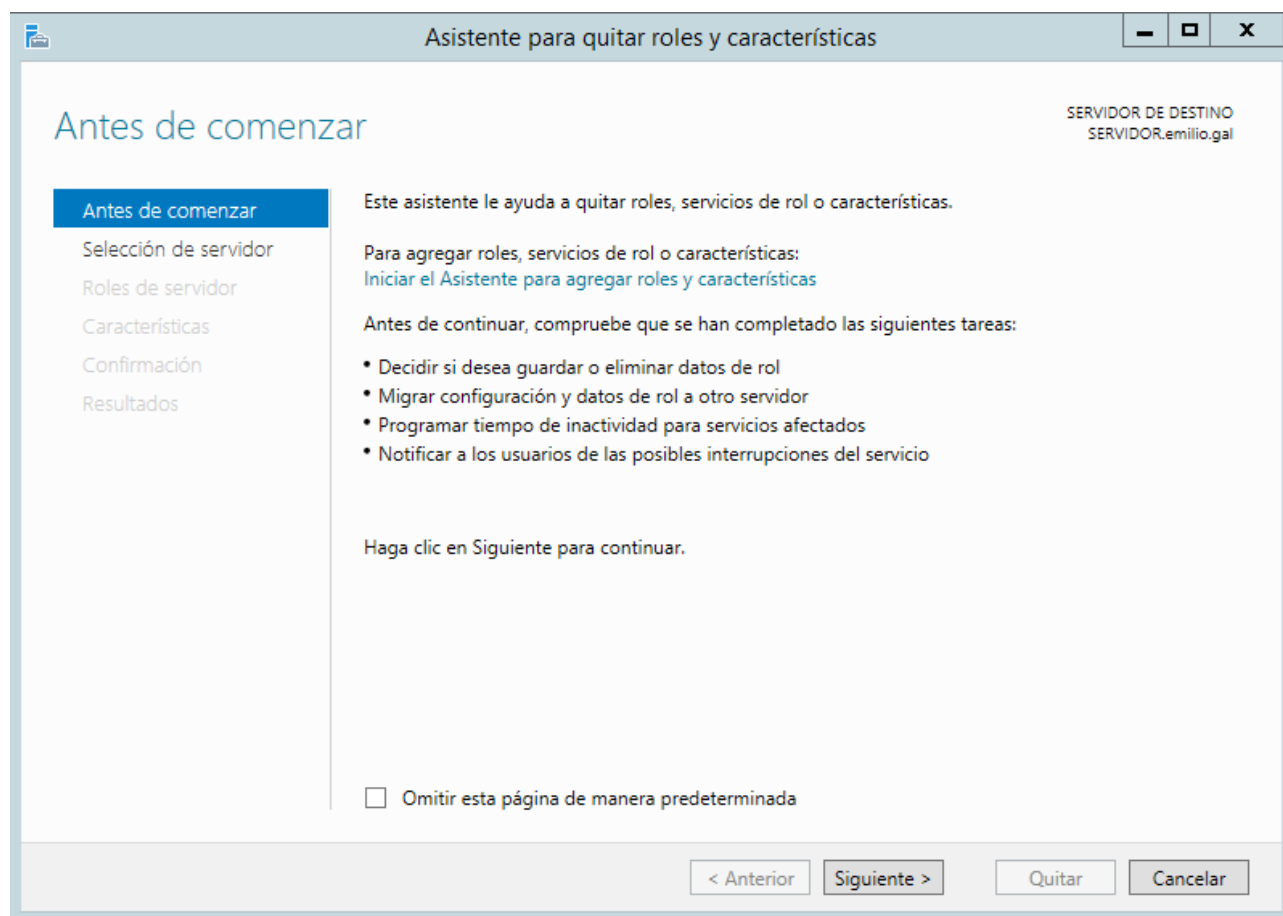 Asistente para quitar roles y características
x
Antes de comenzar
SERVIDOR DE DESTINO
SERVIDOR.emilio.gal
Antes de comenzar
Selección de servidor
Roles de servidor
Características
Confirmación
Resultados
Este asistente le ayuda a quitar roles, servicios de rol o características.
Para agregar roles, servicios de rol o características:
Iniciar el Asistente para agregar roles y características
Antes de continuar, compruebe que se han completado las siguientes tareas:
• Decidir si desea guardar o eliminar datos de rol
• Migrar configuración y datos de rol a otro servidor
• Programar tiempo de inactividad para servicios afectados
• Notificar a los usuarios de las posibles interrupciones del servicio
Haga clic en Siguiente para continuar.
Omitir esta página de manera predeterminada
< Anterior Siguiente > Quitar Cancelar